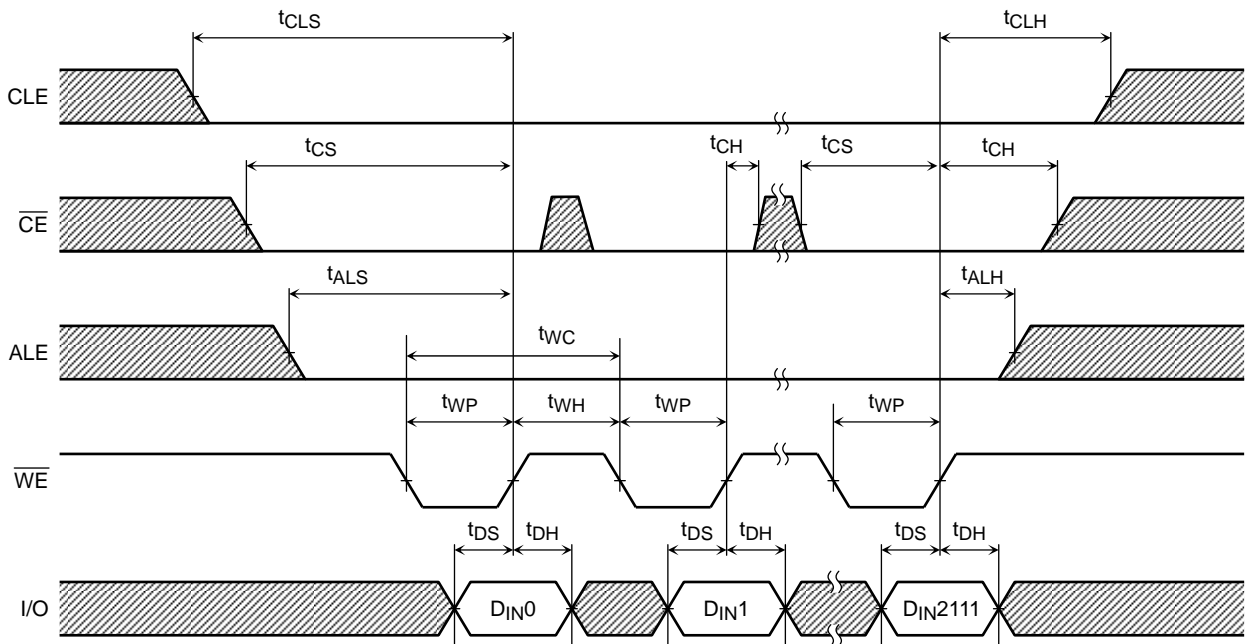 tCLS
tCLH
CLE
tCS
tCH
tCS
tCH
CE
tALS
tALH
tWC
ALE
tWP
tWH
tWP
tWP
WE
tDS
tDH
tDS
tDH
tDS
tDH
I/O
DIN0
DIN1
DIN2111